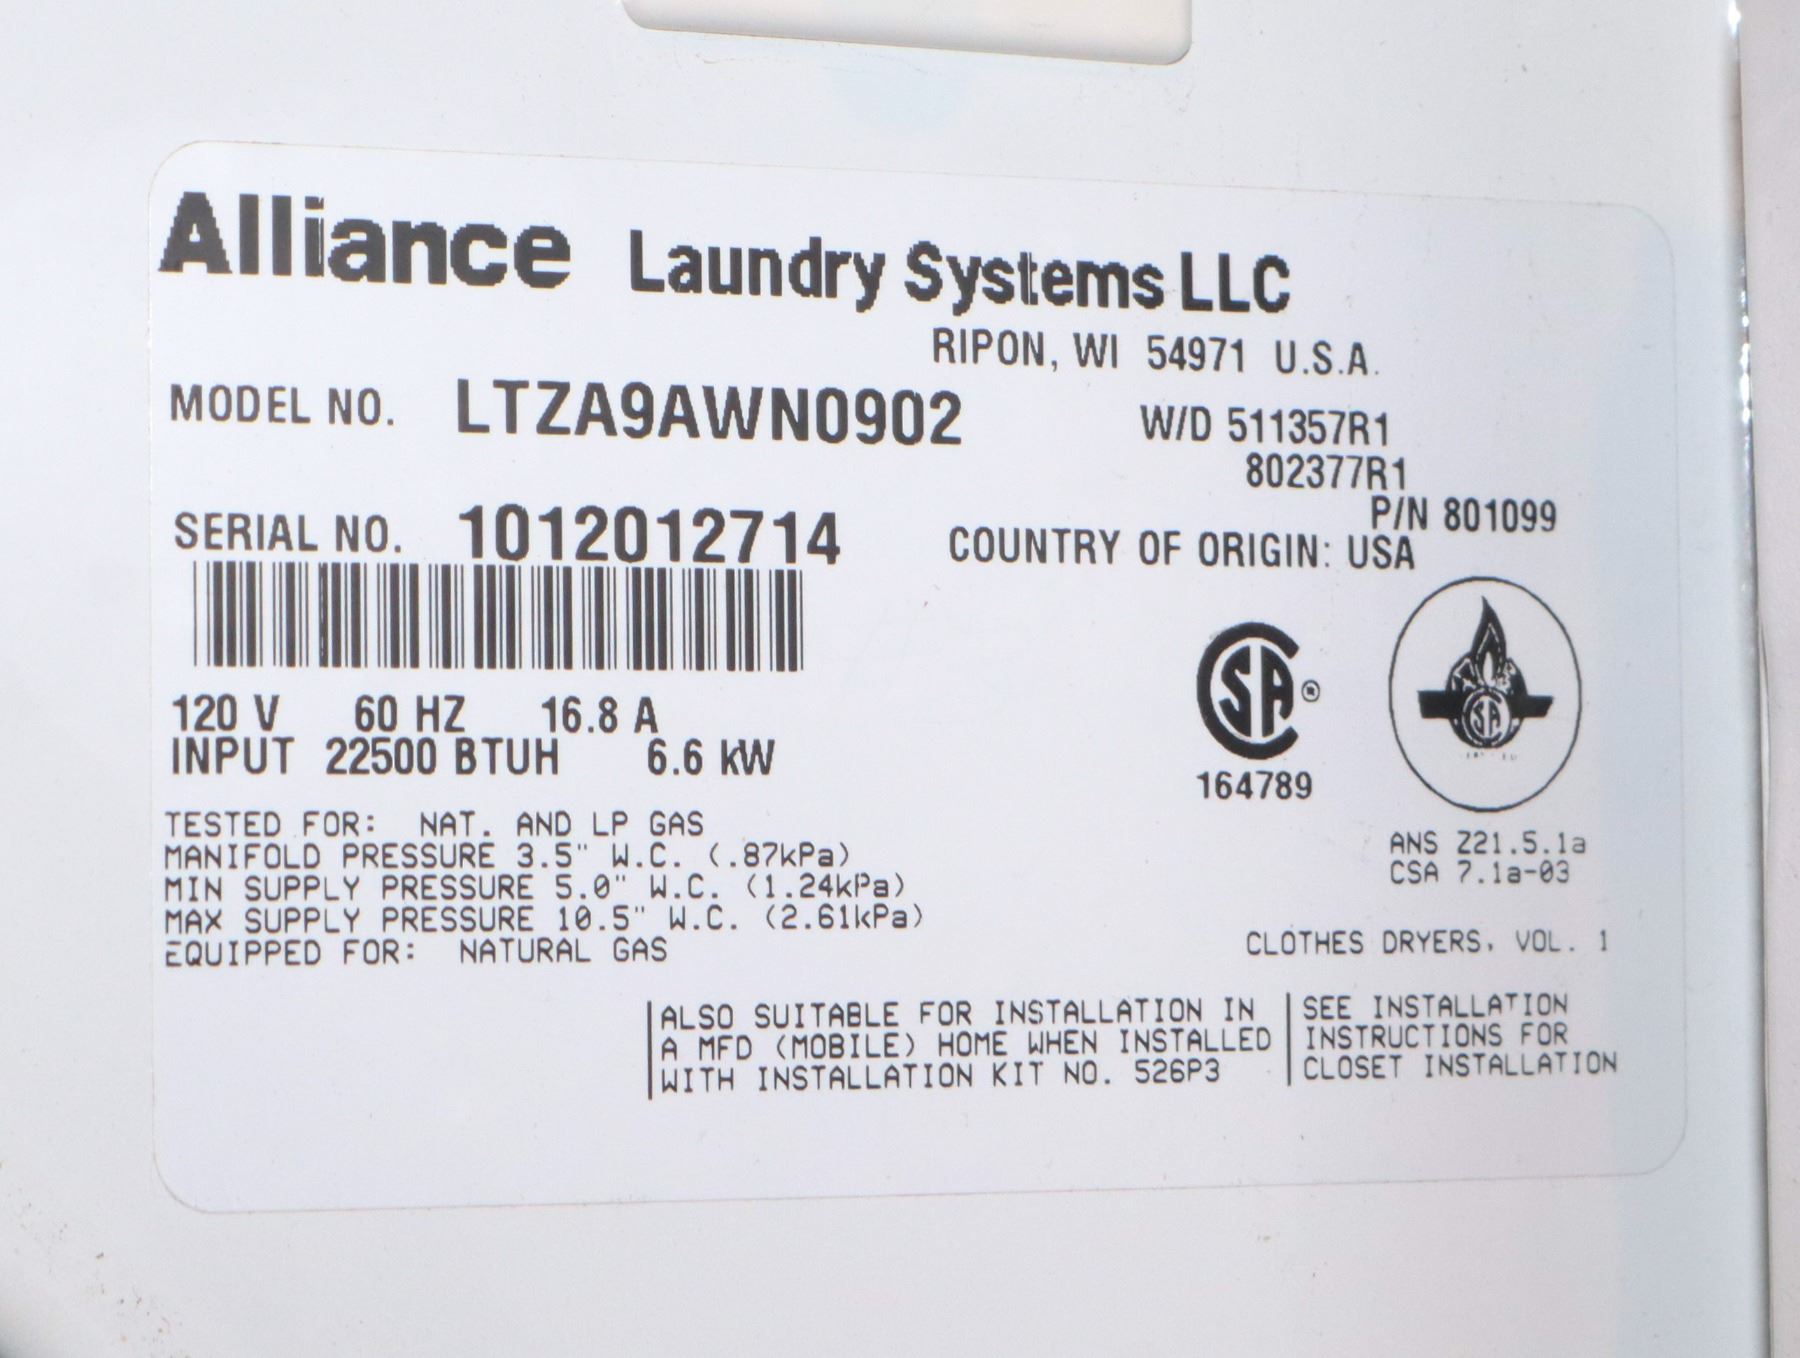 Alliance Laundry Systems LLC
RIPON, WI 54971 U.S.A.
MODEL NO. LTZA9AWN0902
W/D 511357R1
802377R1
P/N 801099
SERIAL NO. 1012012714
COUNTRY OF ORIGIN: USA
120 V 60 HZ 16.8 A
INPUT 22500 BTUH 6.6 kW
SA ®
164789
SA
TESTED FOR: NAT. AND LP GAS
MANIFOLD PRESSURE 3.5" W.C. (.87kPa)
MIN SUPPLY PRESSURE 5.0" W.C. (1.24kPa)
MAX SUPPLY PRESSURE 10.5" W.C. (2.61kPa)
EQUIPPED FOR: NATURAL GAS
ANS Z21.5.1a
CSA 7.1a-03
CLOTHES DRYERS, VOL. 1
ALSO SUITABLE FOR INSTALLATION IN
A MFD (MOBILE) HOME WHEN INSTALLED
WITH INSTALLATION KIT NO. 526P3
SEE INSTALLATION
INSTRUCTIONS FOR
CLOSET INSTALLATION